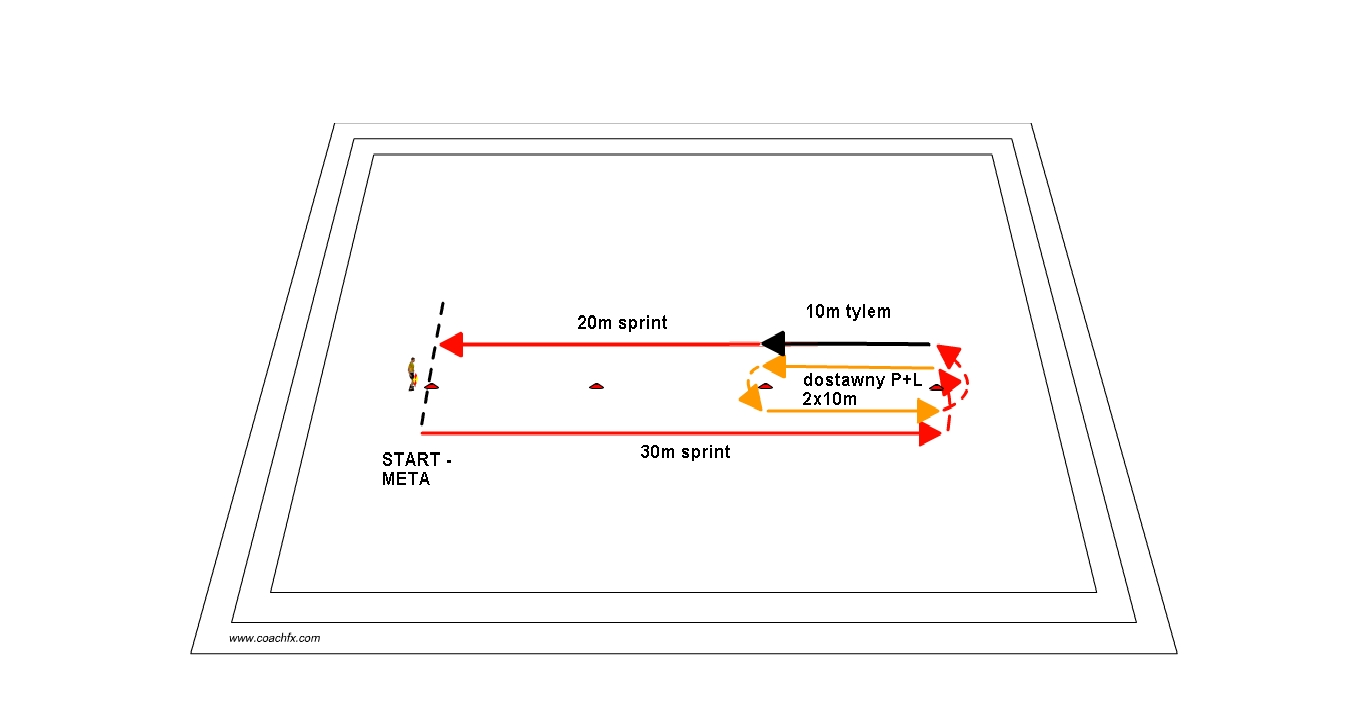 10m tylem
20m sprint
dostawny P+L
2x10m
30m sprint
START -
META
www.coachfx.com